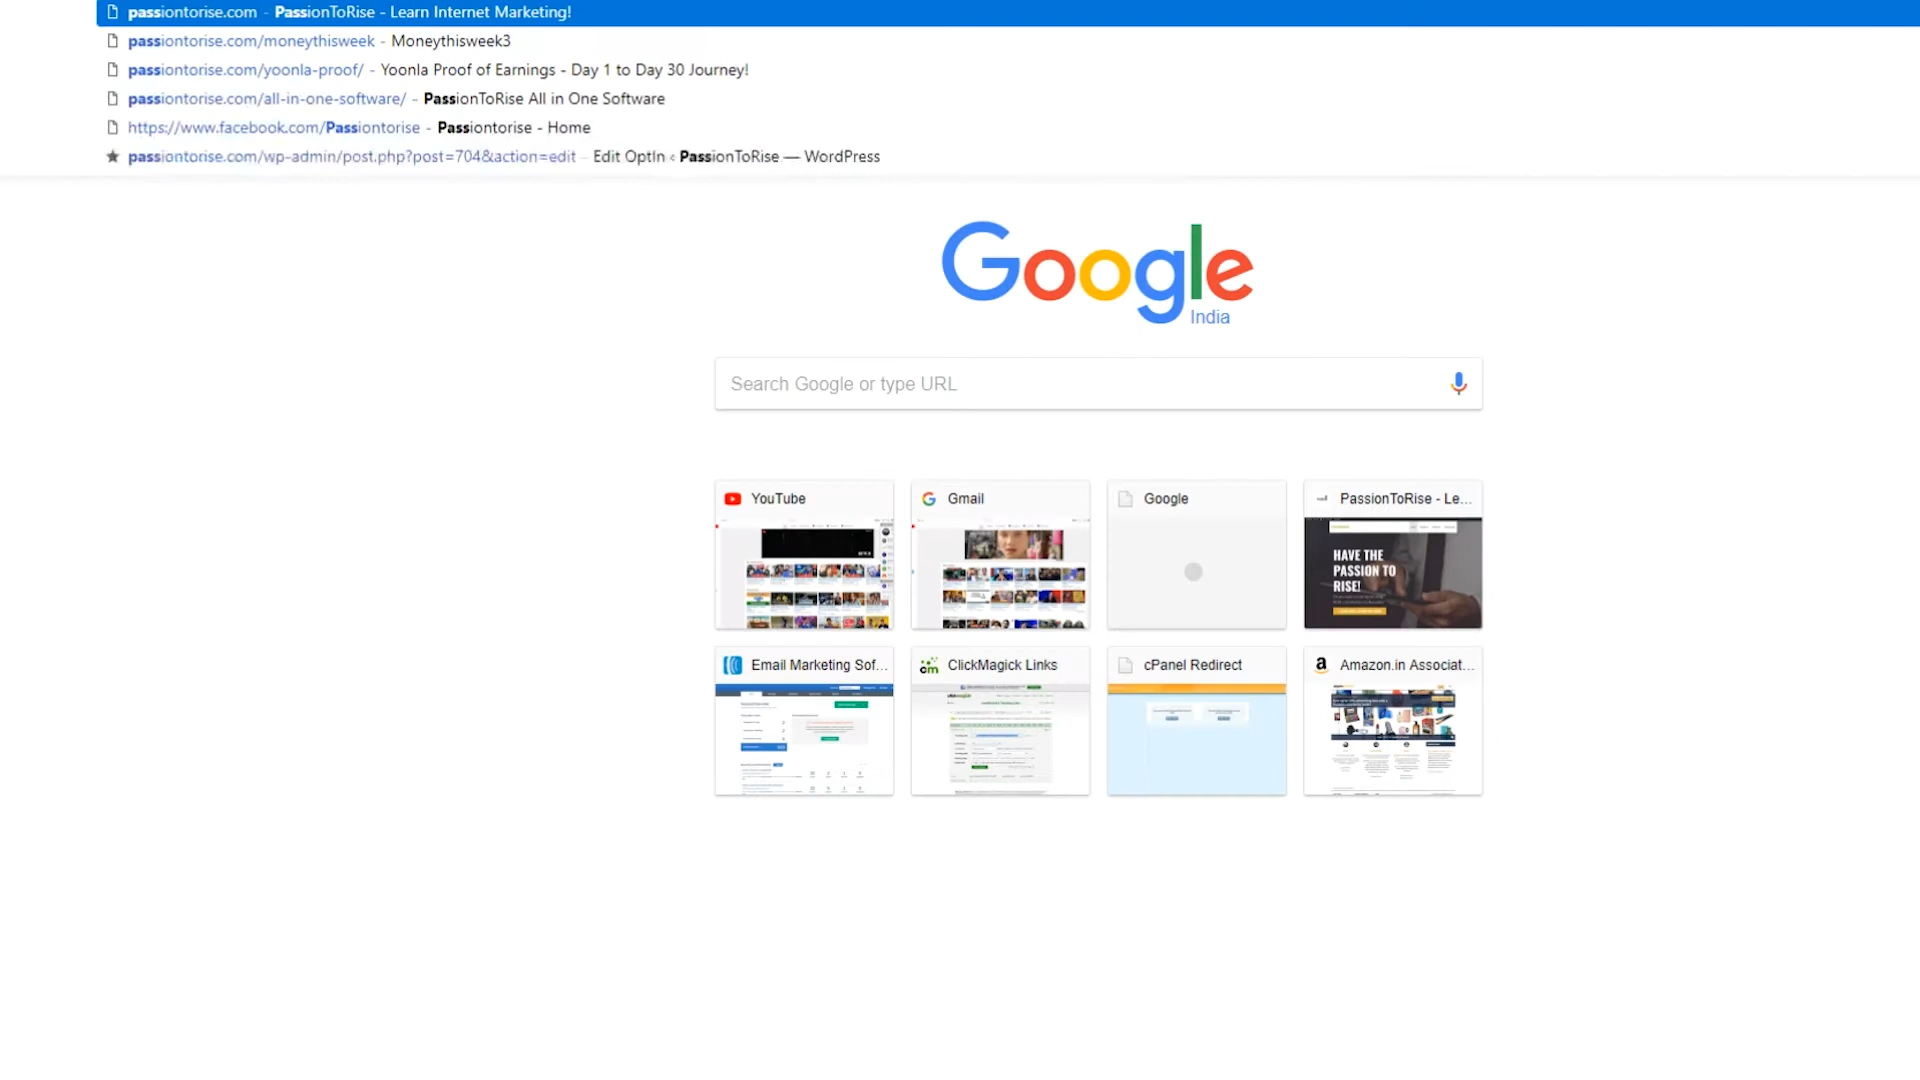 passiontorise.com - PassionToRise - Learn Internet Marketing!
passiontorise.com/moneythisweek - Moneythisweek3
passiontorise.com/yoonla-proof/ - Yoonla Proof of Earnings - Day 1 to Day 30 Journey!
passiontorise.com/all-in-one-software/ - PassionToRise All in One Software
https://www.facebook.com/Passiontorise - Passiontorise - Home
passiontorise.com/wp-admin/post.php?post=704&action=edit - Edit OptIn ‹ PassionToRise — WordPress
Google
India
Search Google or type URL
YouTube
Gmail
Google
PassionToRise - Le...
HAVE THE
PASSION TO
RISE!
Email Marketing Sof...
ClickMagick Links
cPanel Redirect
Amazon.in Associat...